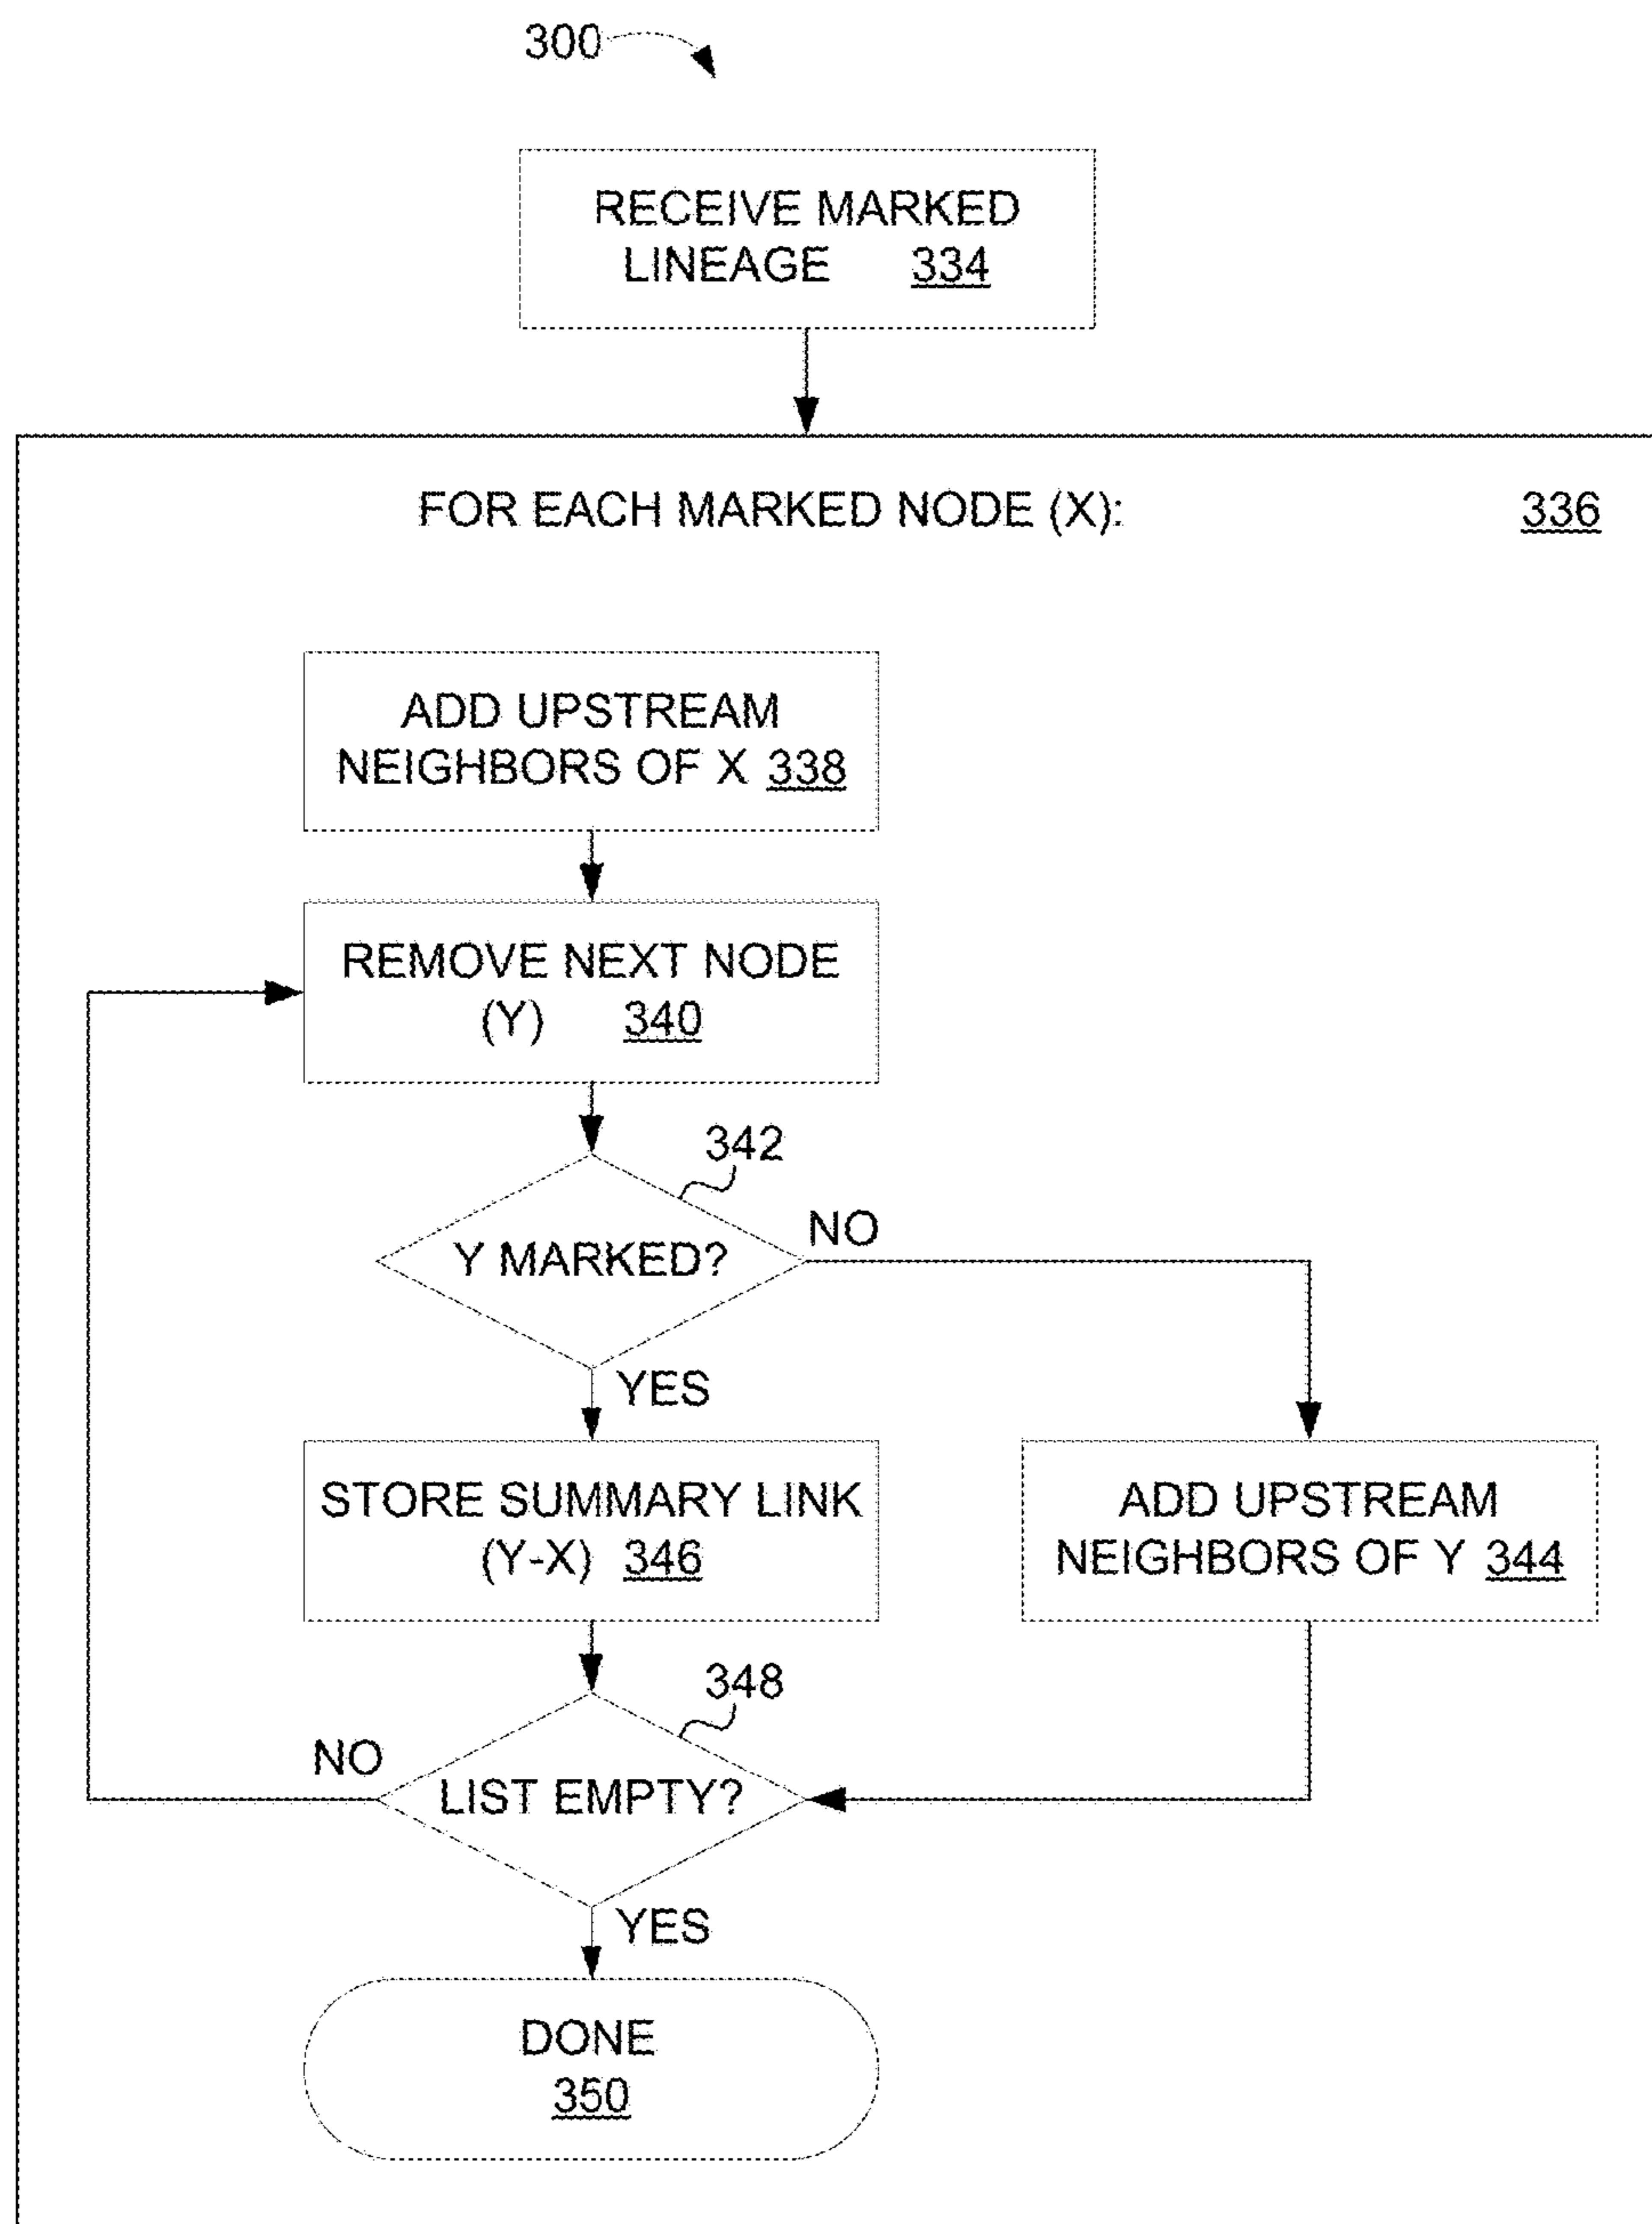 300
RECEIVE MARKED
LINEAGE 334
FOR EACH MARKED NODE (X): 336
ADD UPSTREAM
NEIGHBORS OF X 338
REMOVE NEXT NODE
(Y) 340
342
Y MARKED?
NO
YES
STORE SUMMARY LINK
(Y-X) 346
ADD UPSTREAM
NEIGHBORS OF Y 344
348
NO
LIST EMPTY?
YES
DONE
350